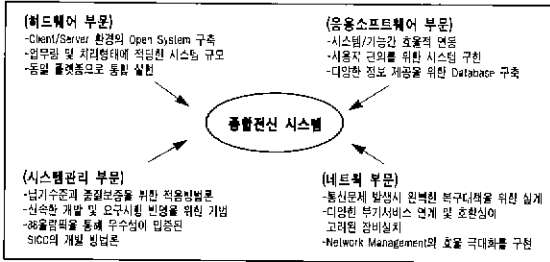 (하드웨어 부문)
-Client/Server 환경의 Open System 구축
-업무량 및 처리형태에 적당한 시스템 규모
-동일 플랫폼으로 통합 실현
(응용소프트웨어 부문)
-시스템/기능간 효율적 연동
-사용자 편의를 위한 시스템 구현
-다양한 정보 제공을 위한 Database 구축
종합전산 시스템
(시스템관리 부문)
-납기수준과 품질보증을 위한 적용방법론
-신속한 개발 및 요구사항 반영을 위한 기법
-88올림픽을 통해 우수성이 입증된
SICC의 개발 방법론
(네트웍 부문)
-통신문제 발생시 완벽한 복구대책을 위한 설계
-다양한 부가서비스 연계 및 호환성이
고려된 장비설치
-Network Management와 효율 극대화를 구현